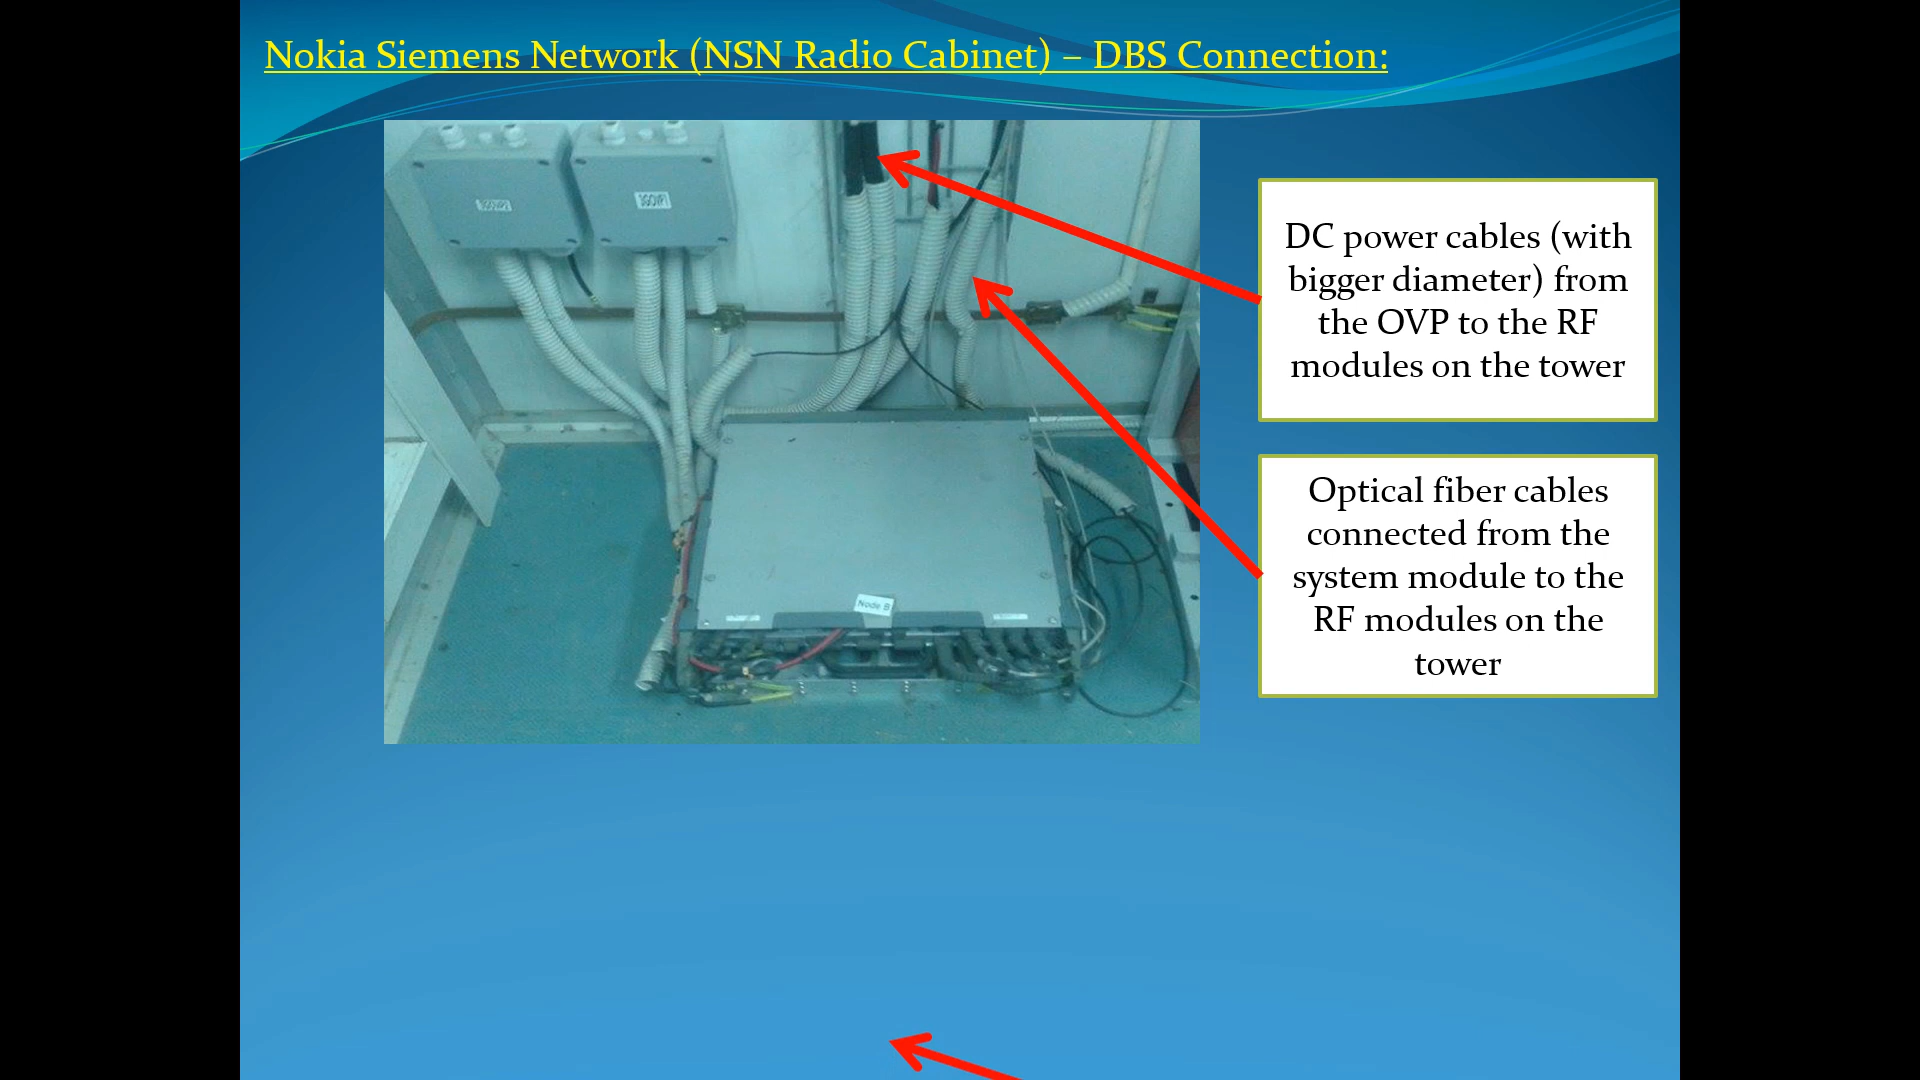 Nokia Siemens Network (NSN Radio Cabinet) – DBS Connection:
3GOVP2
3GOVP1
DC power cables (with
bigger diameter) from
the OVP to the RF
modules on the tower
Optical fiber cables
connected from the
system module to the
RF modules on the
tower
Node B